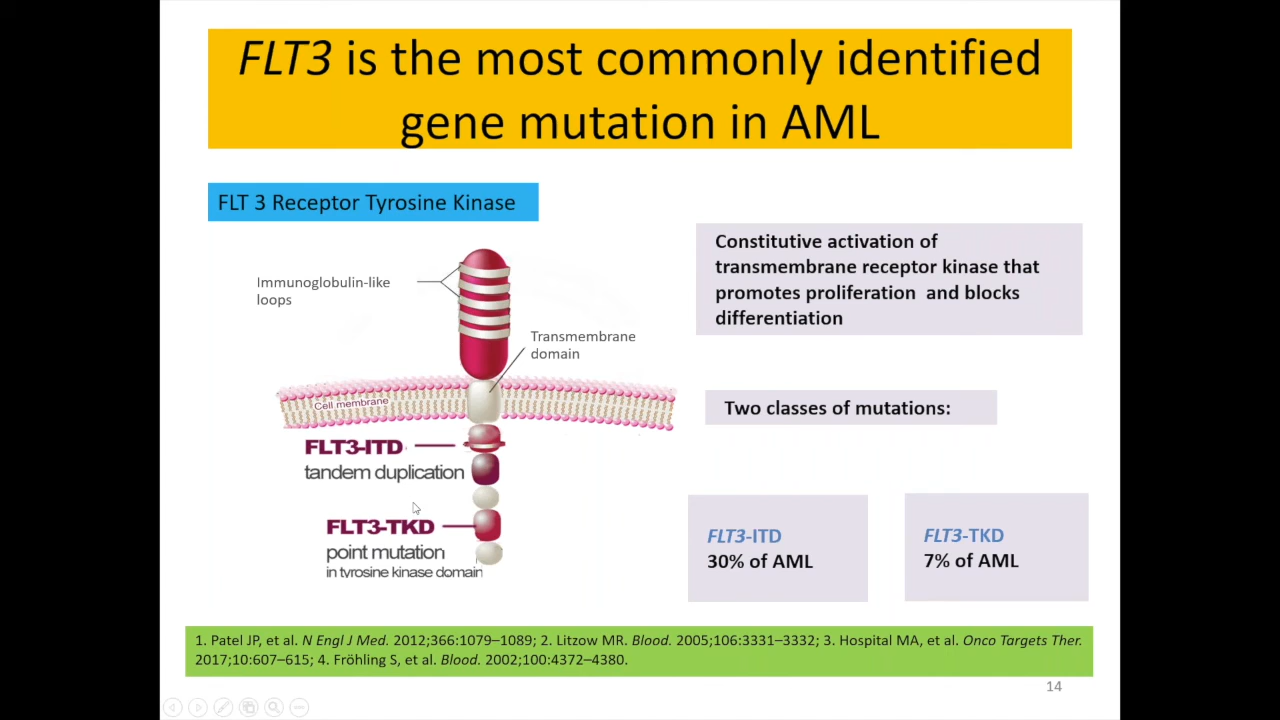 FLT3 is the most commonly identified
gene mutation in AML
FLT 3 Receptor Tyrosine Kinase
Immunoglobulin-like
loops
Transmembrane
domain
Cell membrane
FLT3-ITD
tandem duplication
FLT3-TKD
point mutation
in tyrosine kinase domain
Constitutive activation of
transmembrane receptor kinase that
promotes proliferation and blocks
differentiation
Two classes of mutations:
FLT3-ITD
30% of AML
FLT3-TKD
7% of AML
1. Patel JP, et al. N Engl J Med. 2012;366:1079–1089; 2. Litzow MR. Blood. 2005;106:3331–3332; 3. Hospital MA, et al. Onco Targets Ther.
2017;10:607–615; 4. Fröhling S, et al. Blood. 2002;100:4372–4380.
14